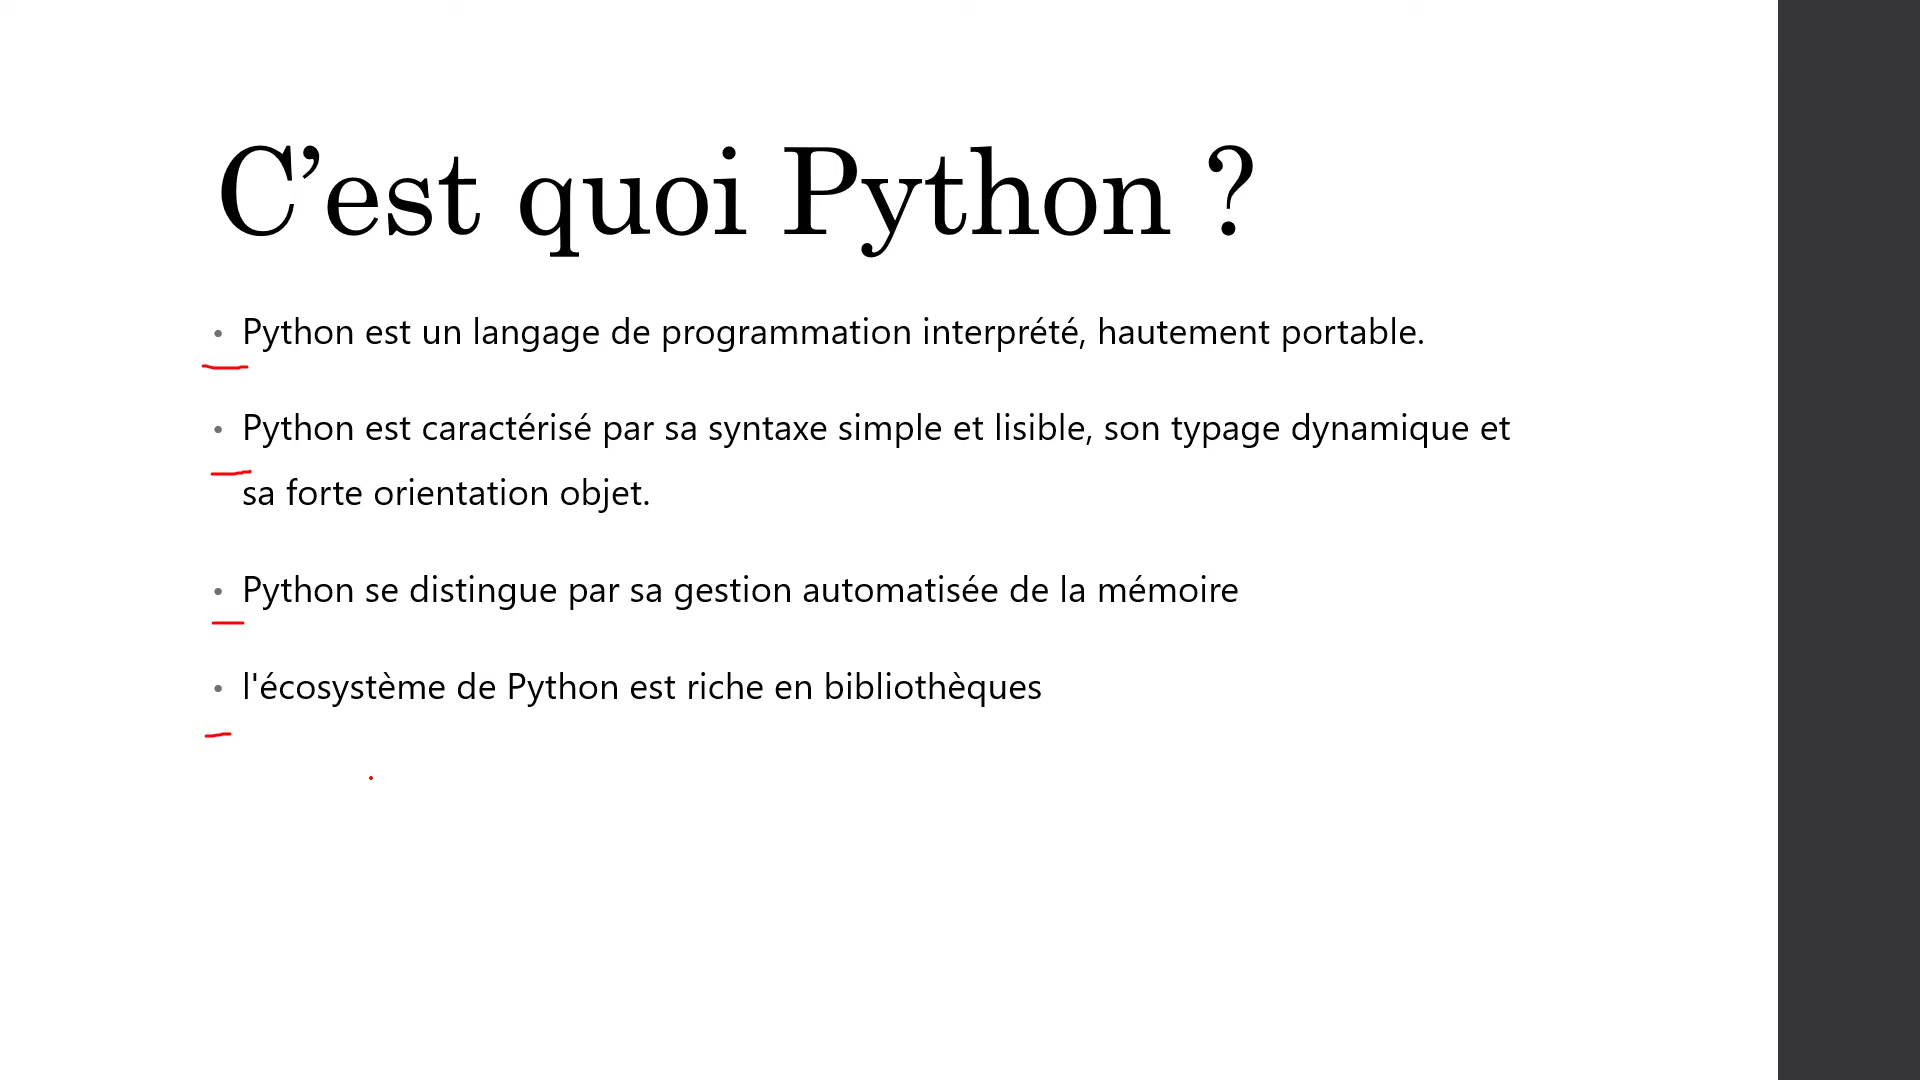 C’est quoi Python ?
• Python est un langage de programmation interprété, hautement portable.
• Python est caractérisé par sa syntaxe simple et lisible, son typage dynamique et
sa forte orientation objet.
• Python se distingue par sa gestion automatisée de la mémoire
• l'écosystème de Python est riche en bibliothèques